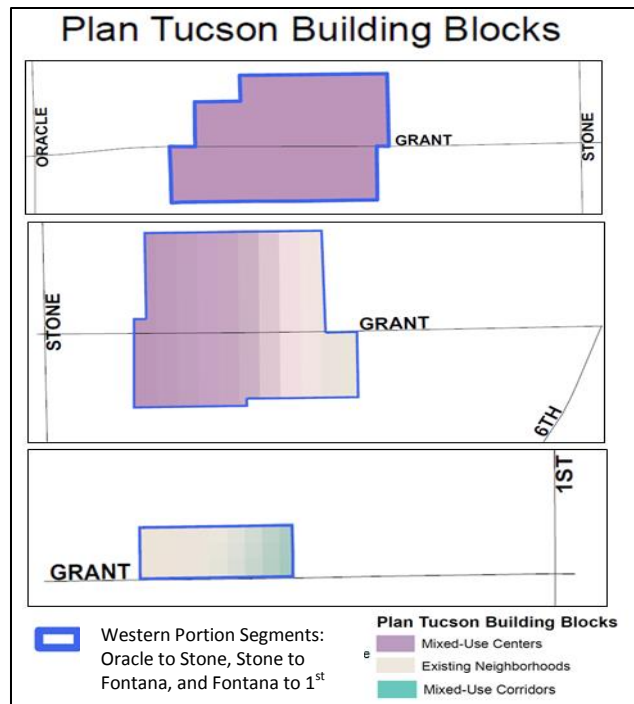 Plan Tucson Building Blocks
ORACLE
GRANT
STONE
STONE
GRANT
6TH
1ST
GRANT
Western Portion Segments:
Oracle to Stone, Stone to
Fontana, and Fontana to 1st
e
Plan Tucson Building Blocks
Mixed-Use Centers
Existing Neighborhoods
Mixed-Use Corridors